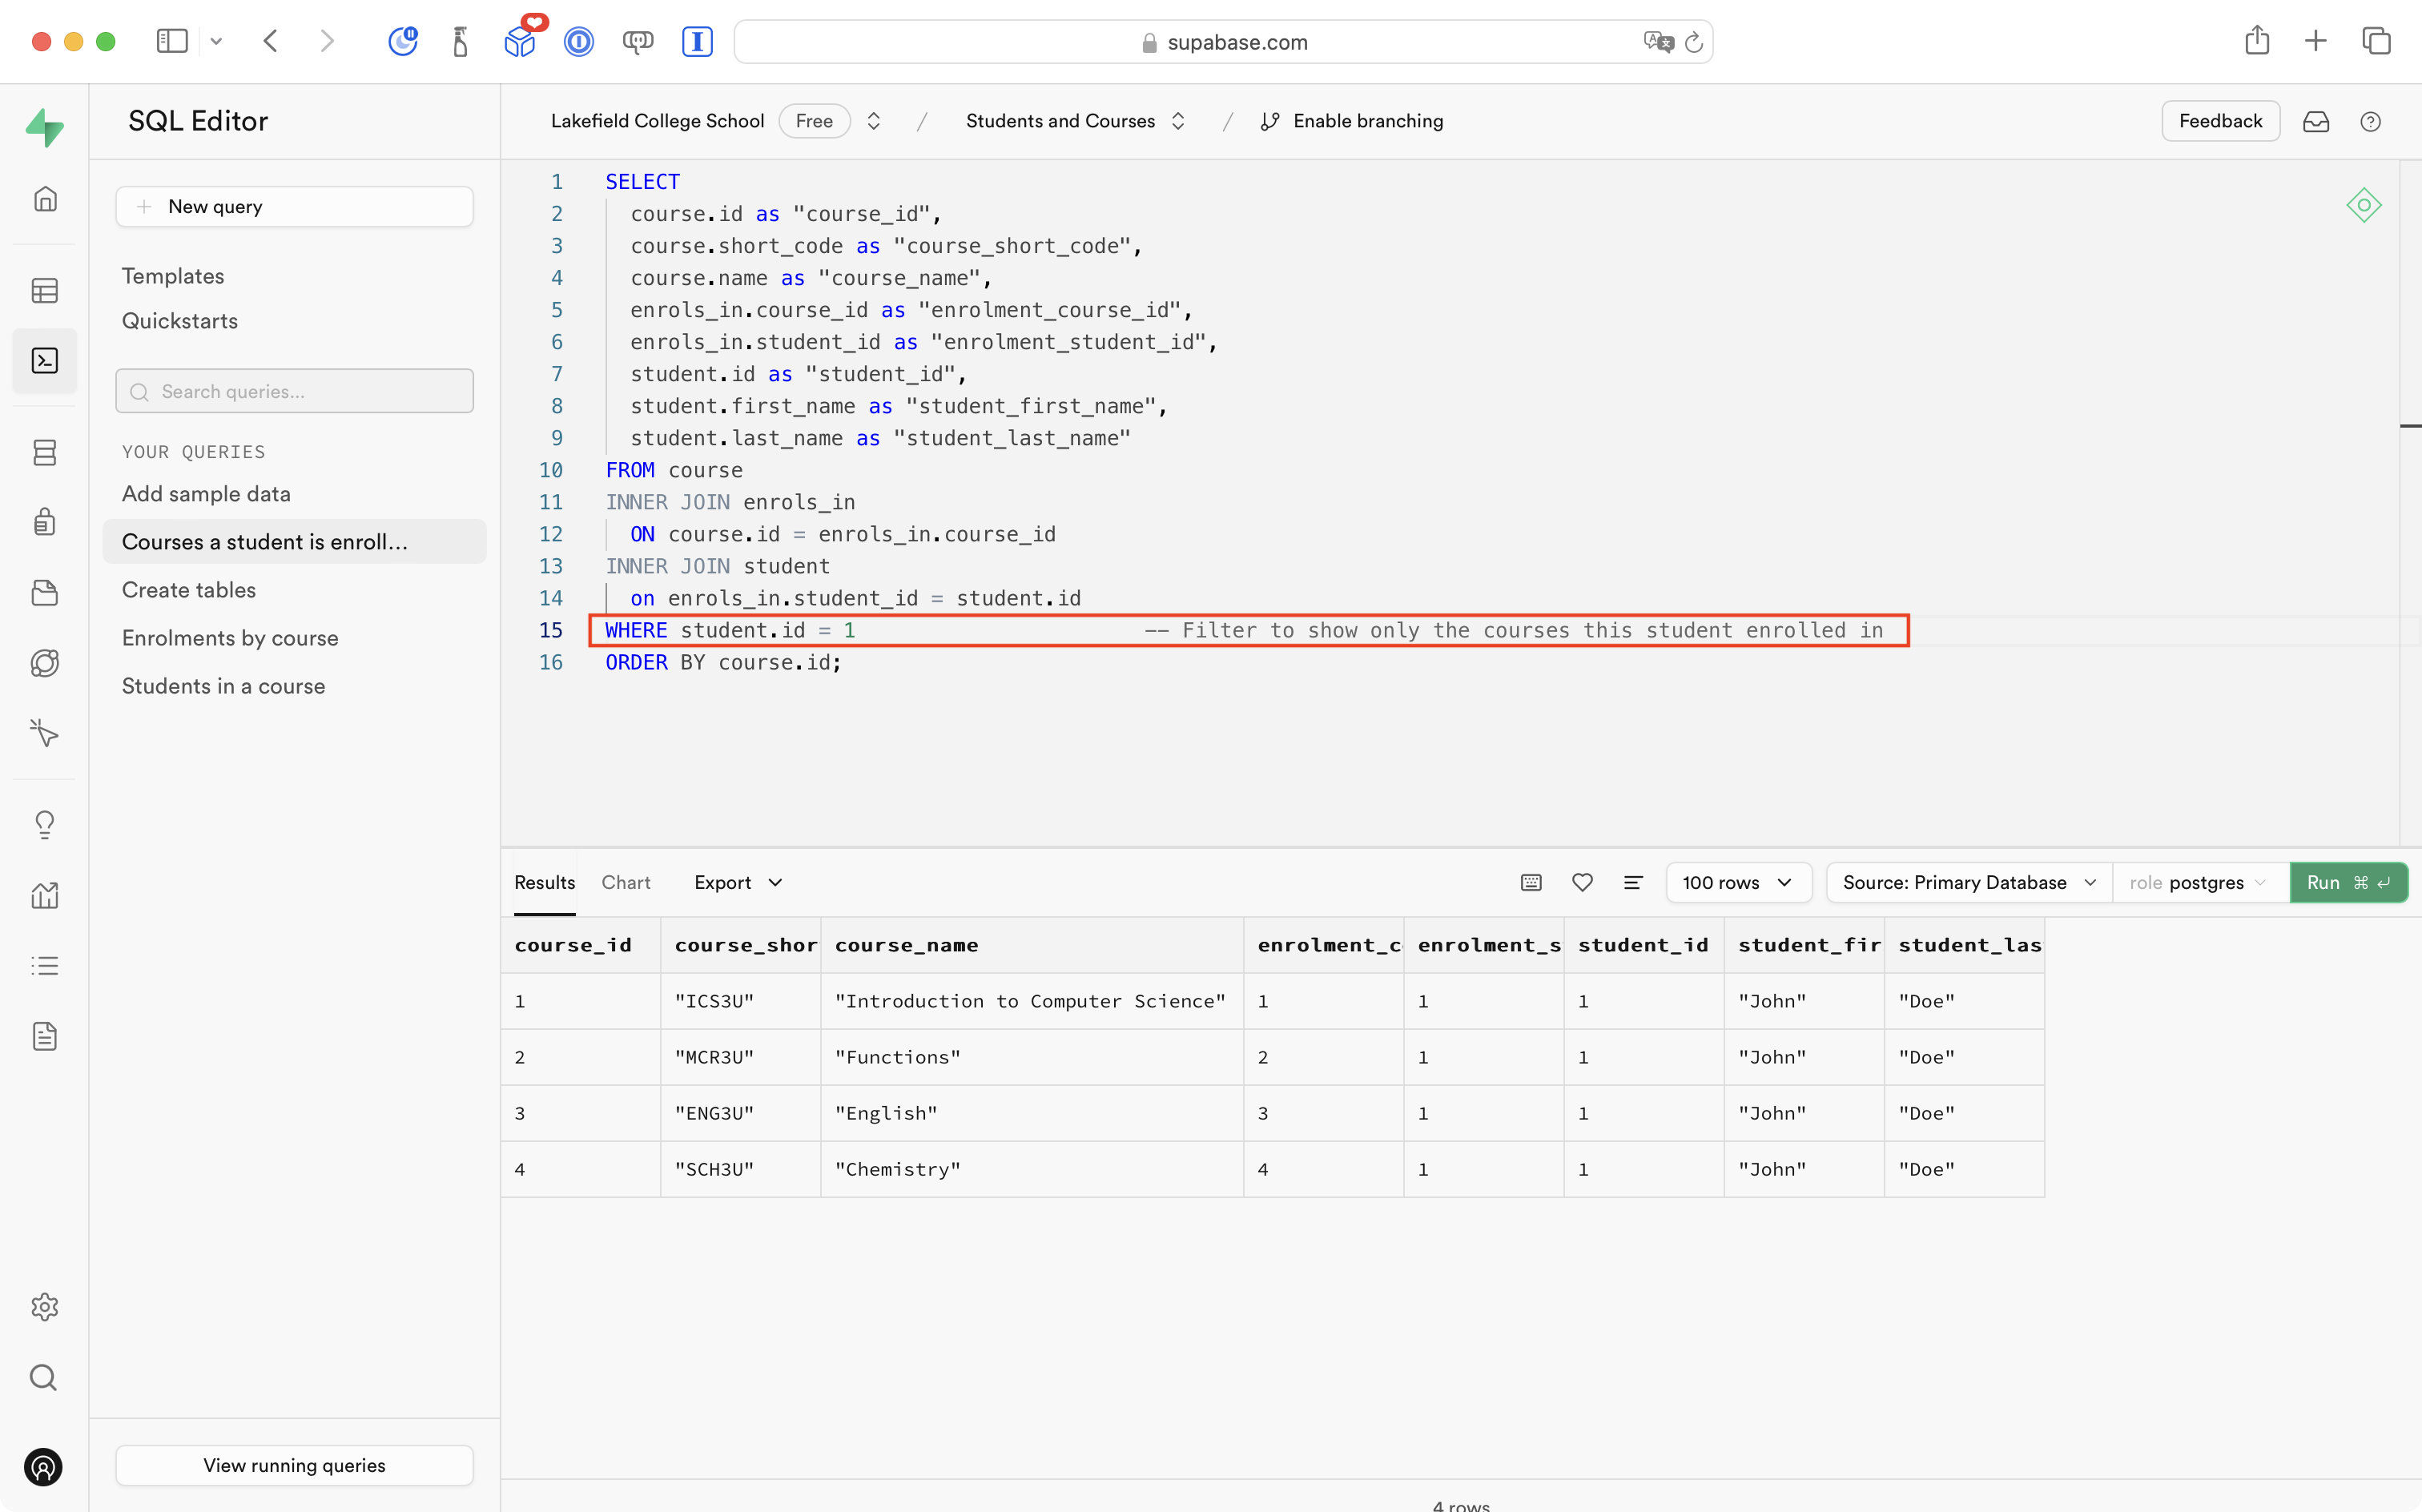 supabase.com
SQL Editor
Lakefield College School Free / Students and Courses / Enable branching
Feedback
New query
Templates
Quickstarts
Search queries...
YOUR QUERIES
Add sample data
Courses a student is enroll...
Create tables
Enrolments by course
Students in a course
View running queries
1 SELECT
2 course.id as "course_id",
3 course.short_code as "course_short_code",
4 course.name as "course_name",
5 enrols_in.course_id as "enrolment_course_id",
6 enrols_in.student_id as "enrolment_student_id",
7 student.id as "student_id",
8 student.first_name as "student_first_name",
9 student.last_name as "student_last_name"
10 FROM course
11 INNER JOIN enrols_in
12 ON course.id = enrols_in.course_id
13 INNER JOIN student
14 on enrols_in.student_id = student.id
15 WHERE student.id = 1 -- Filter to show only the courses this student enrolled in
16 ORDER BY course.id;
Results Chart Export 100 rows Source: Primary Database role postgres Run ⌘ ↵
course_id course_shor course_name enrolment_c enrolment_s student_id student_fir student_las
1 "ICS3U" "Introduction to Computer Science" 1 1 1 "John" "Doe"
2 "MCR3U" "Functions" 2 1 1 "John" "Doe"
3 "ENG3U" "English" 3 1 1 "John" "Doe"
4 "SCH3U" "Chemistry" 4 1 1 "John" "Doe"
4 rows